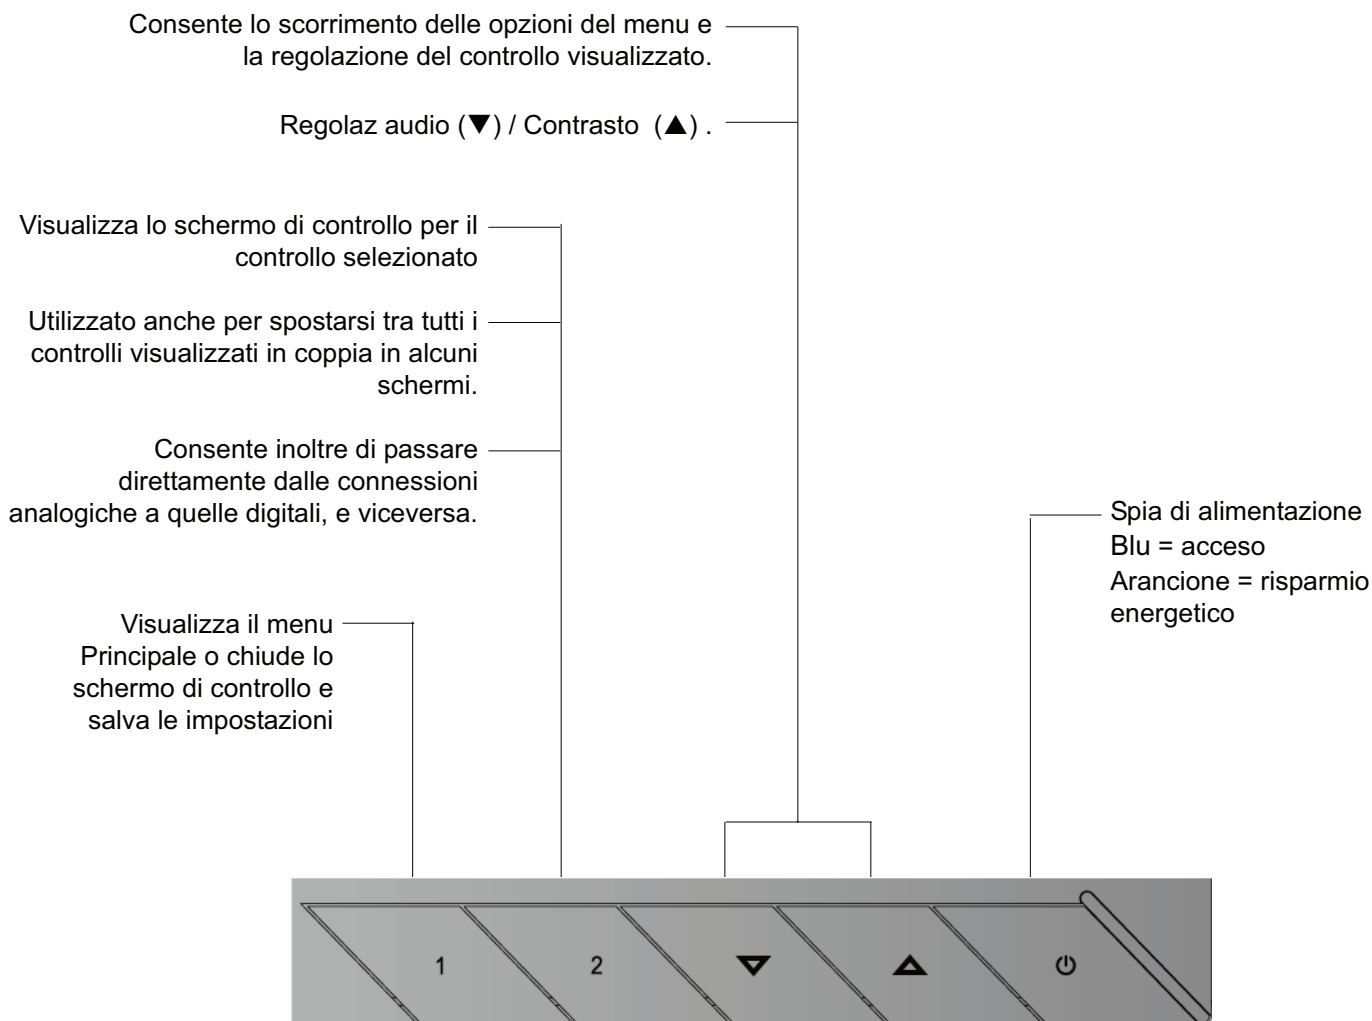 Consente lo scorrimento delle opzioni del menu e
la regolazione del controllo visualizzato.
Regolaz audio (▼) / Contrasto (▲) .
Visualizza lo schermo di controllo per il
controllo selezionato
Utilizzato anche per spostarsi tra tutti i
controlli visualizzati in coppia in alcuni
schermi.
Consente inoltre di passare
direttamente dalle connessioni
analogiche a quelle digitali, e viceversa.
Spia di alimentazione
Blu = acceso
Arancione = risparmio
energetico
Visualizza il menu
Principale o chiude lo
schermo di controllo e
salva le impostazioni
1 2 ▽ △ ⏻